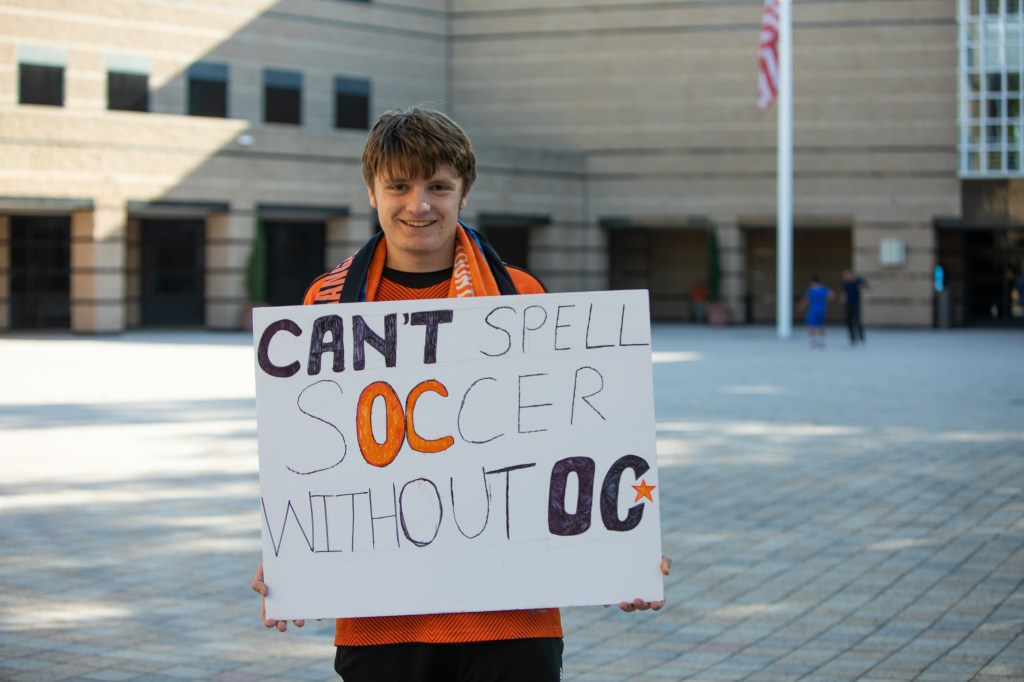 CAN'T SPELL
SOCCER
WITHOUT OC